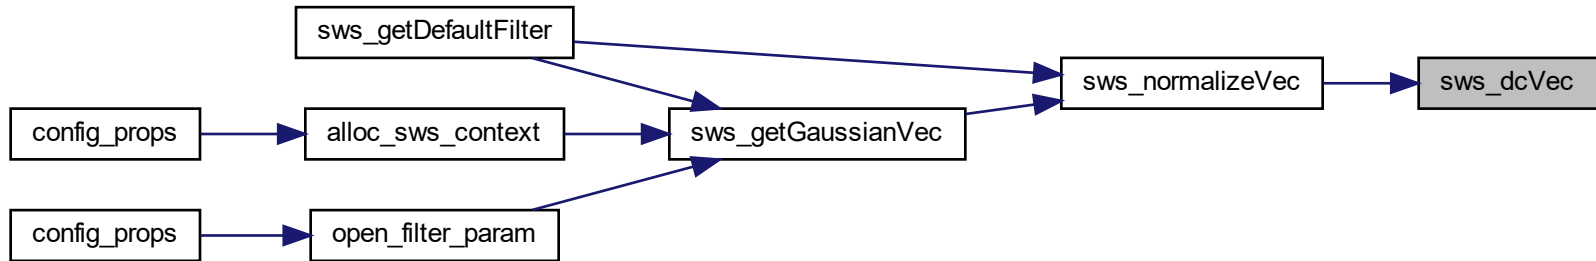 sws_getDefaultFilter
sws_normalizeVec
sws_dcVec
config_props
alloc_sws_context
sws_getGaussianVec
config_props
open_filter_param